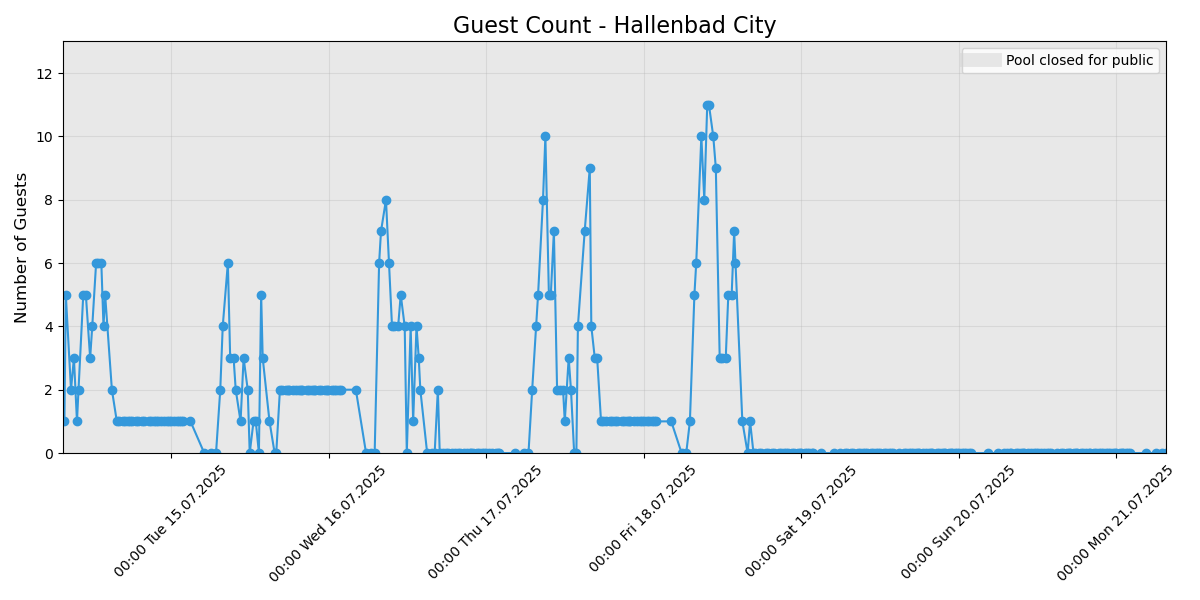 Guest Count - Hallenbad City
Pool closed for public
Number of Guests
12
10
8
6
4
2
0
00:00 Tue 15.07.2025
00:00 Wed 16.07.2025
00:00 Thu 17.07.2025
00:00 Fri 18.07.2025
00:00 Sat 19.07.2025
00:00 Sun 20.07.2025
00:00 Mon 21.07.2025